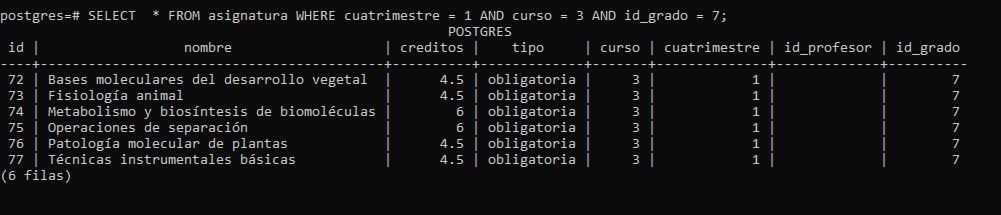 postgres=# SELECT  * FROM asignatura WHERE cuatrimestre = 1 AND curso = 3 AND id_grado = 7;
                                                        POSTGRES
 id |                  nombre                   | creditos |    tipo     | curso | cuatrimestre | id_profesor | id_grado
----+-------------------------------------------+----------+-------------+-------+--------------+-------------+----------
 72 | Bases moleculares del desarrollo vegetal  |      4.5 | obligatoria |     3 |            1 |             |        7
 73 | Fisiología animal                         |      4.5 | obligatoria |     3 |            1 |             |        7
 74 | Metabolismo y biosíntesis de biomoléculas |        6 | obligatoria |     3 |            1 |             |        7
 75 | Operaciones de separación                 |        6 | obligatoria |     3 |            1 |             |        7
 76 | Patología molecular de plantas            |      4.5 | obligatoria |     3 |            1 |             |        7
 77 | Técnicas instrumentales básicas           |      4.5 | obligatoria |     3 |            1 |             |        7
(6 filas)